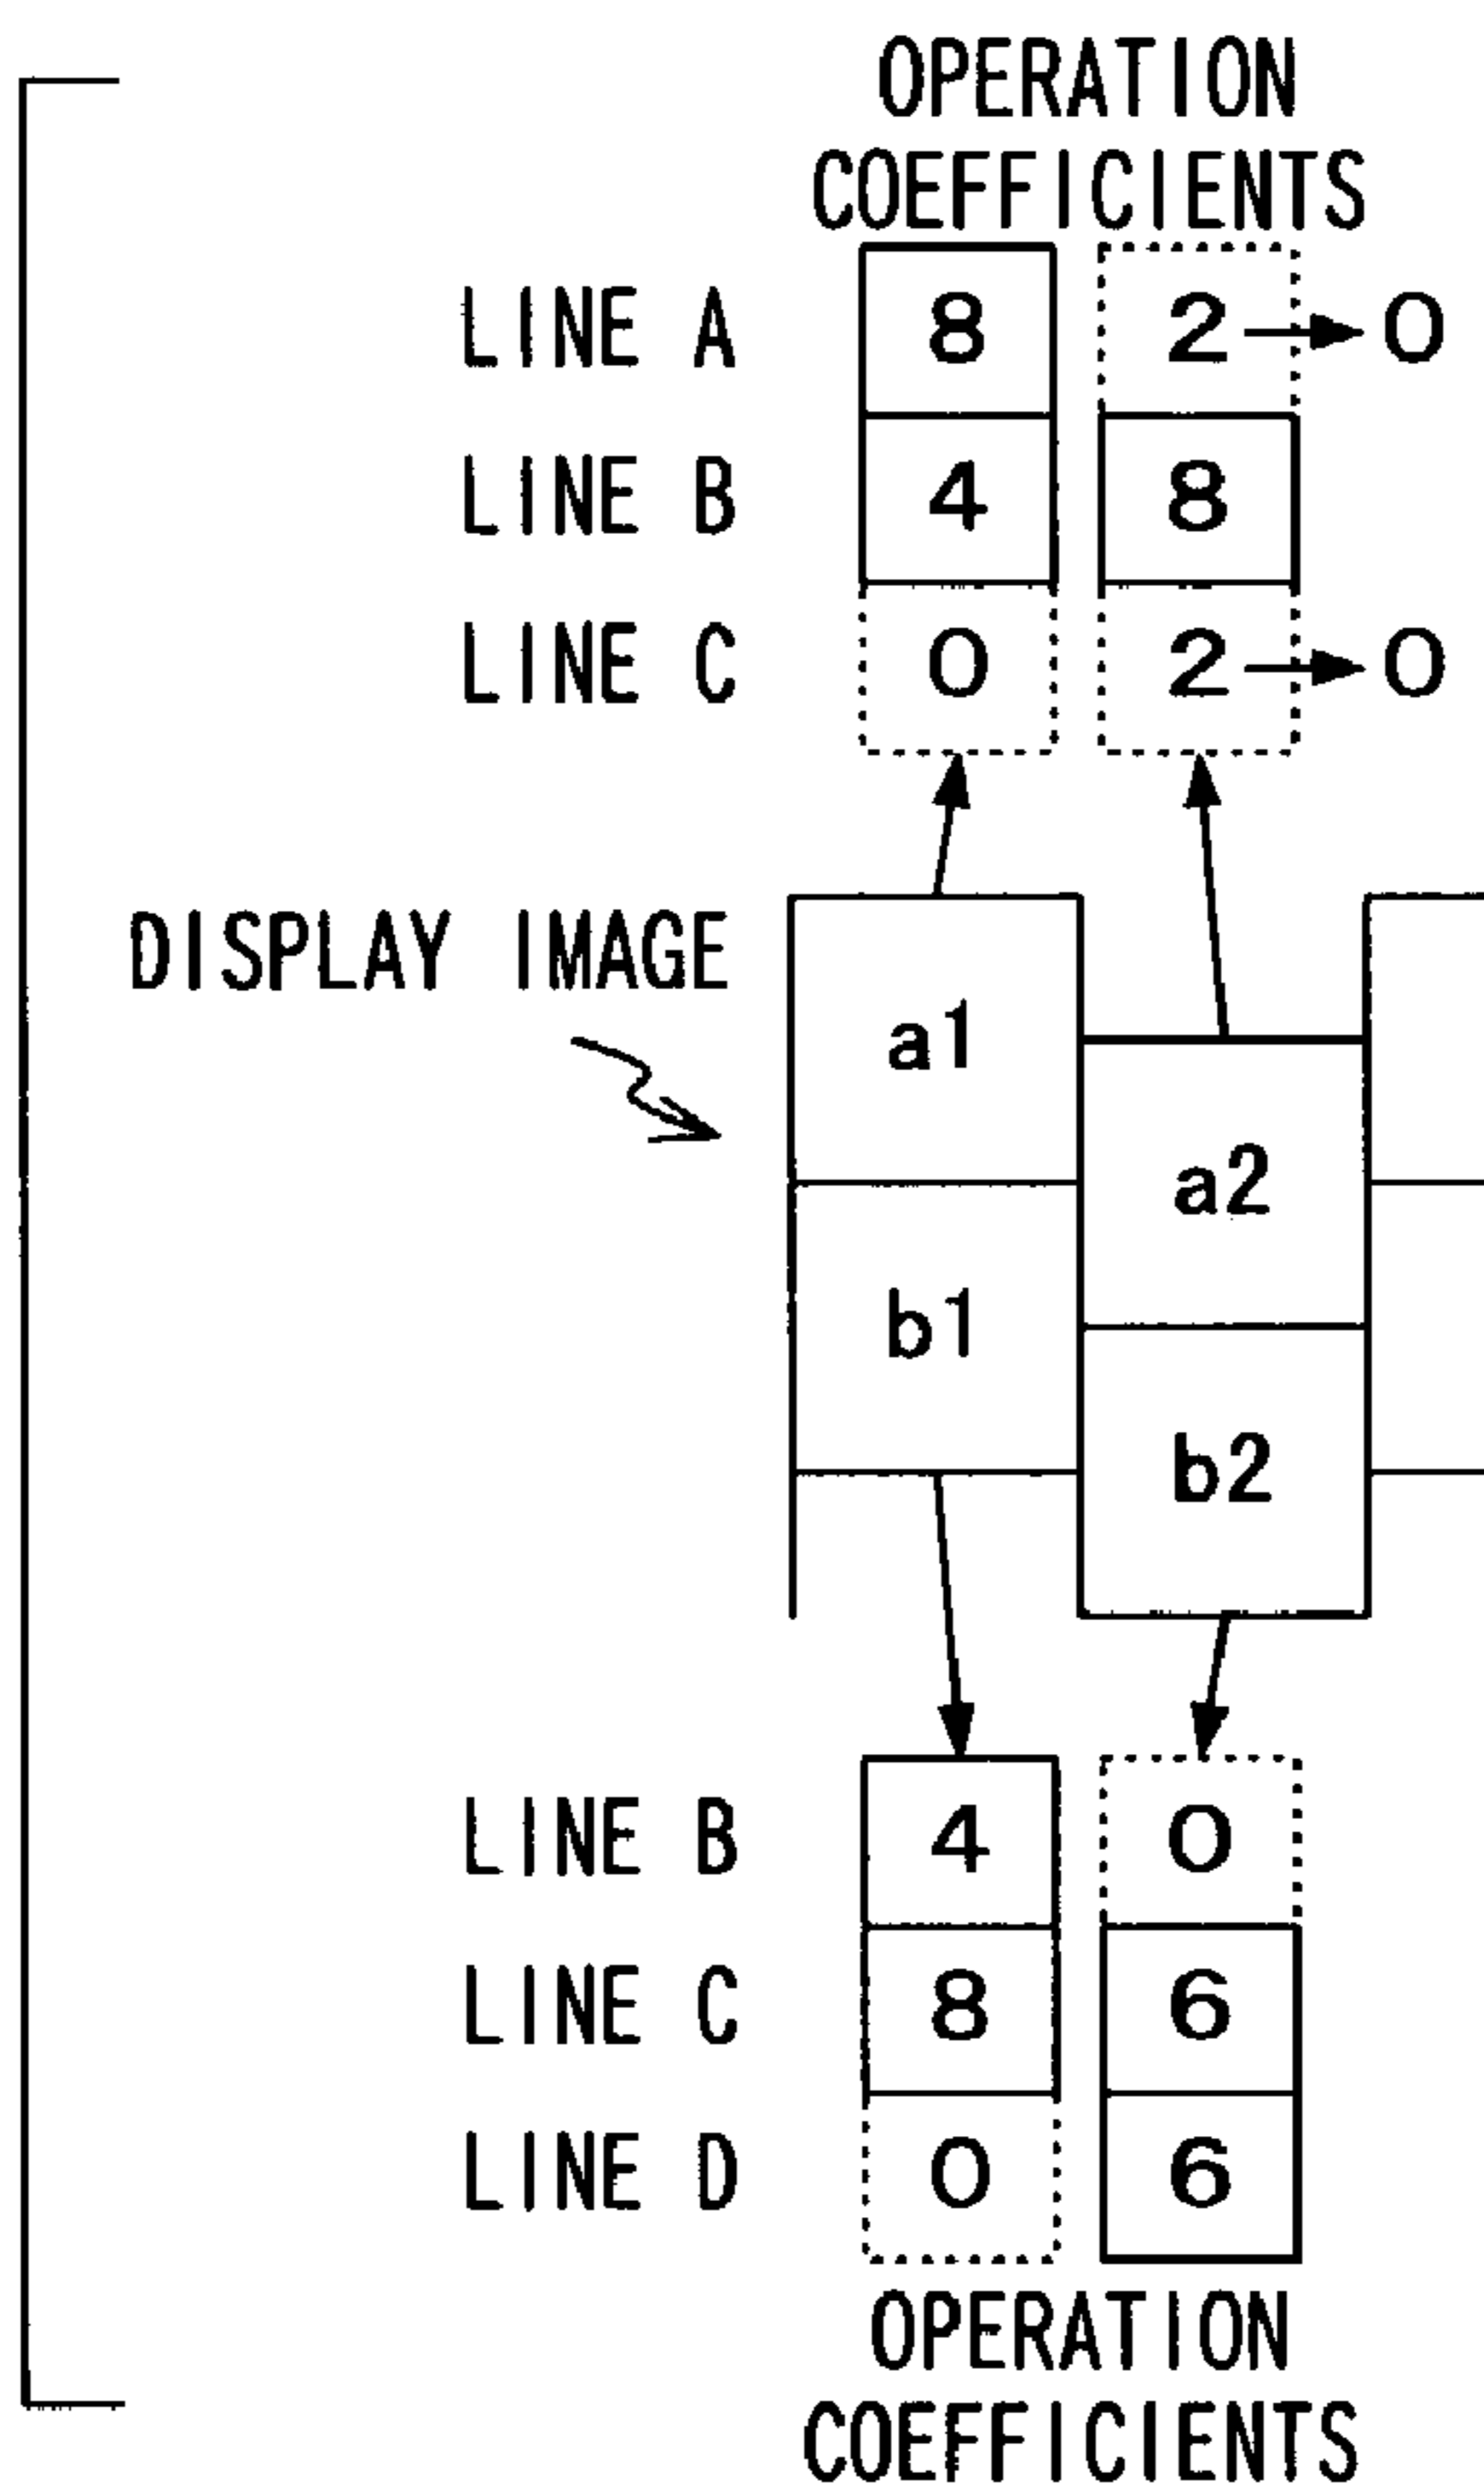 OPERATION
COEFFICIENTS
LINE A 8 2 0
LINE B 4 8
LINE C 0 2 0
DISPLAY IMAGE
a1
a2
b1
b2
LINE B 4 0
LINE C 8 6
LINE D 0 6
OPERATION
COEFFICIENTS